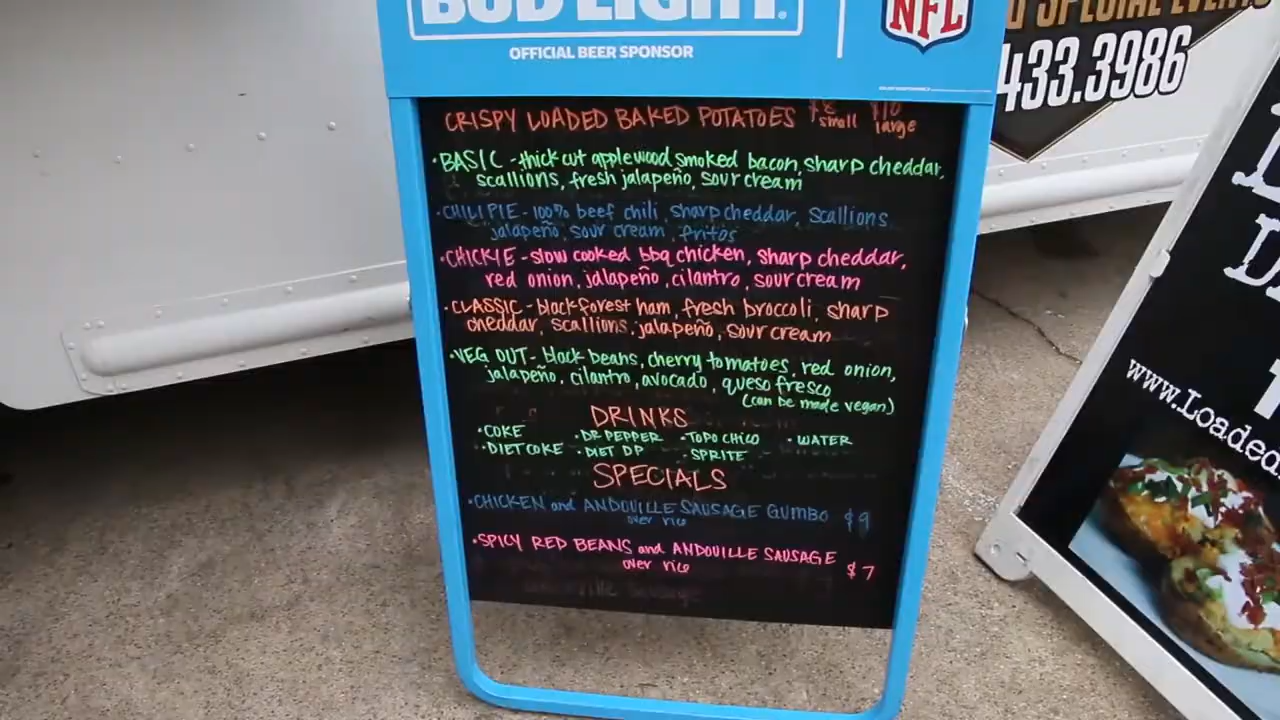 BUD LIGHT
OFFICIAL BEER SPONSOR
NFL
SPECIAL EVENTS
433.3986
CRISPY LOADED BAKED POTATOES $8 small $10 large
•BASIC - thick cut applewood smoked bacon, sharp cheddar,
scallions, fresh jalapeño, sour cream
•CHILI PIE - 100% beef chili, sharp cheddar, scallions
jalapeño, sour cream, fritos
•CHICKIE - slow cooked bbq chicken, sharp cheddar,
red onion, jalapeño, cilantro, sour cream
•CLASSIC - black forest ham, fresh broccoli, sharp
cheddar, scallions, jalapeño, sour cream
•VEG OUT - black beans, cherry tomatoes, red onion,
jalapeño, cilantro, avocado, queso fresco
(can be made vegan)
DRINKS
•COKE •DR PEPPER •TOPO CHICO •WATER
•DIET COKE •DIET DP •SPRITE
SPECIALS
•CHICKEN and ANDOUILLE SAUSAGE GUMBO $9
over rice
•SPICY RED BEANS and ANDOUILLE SAUSAGE
over rice $7
www.Loaded